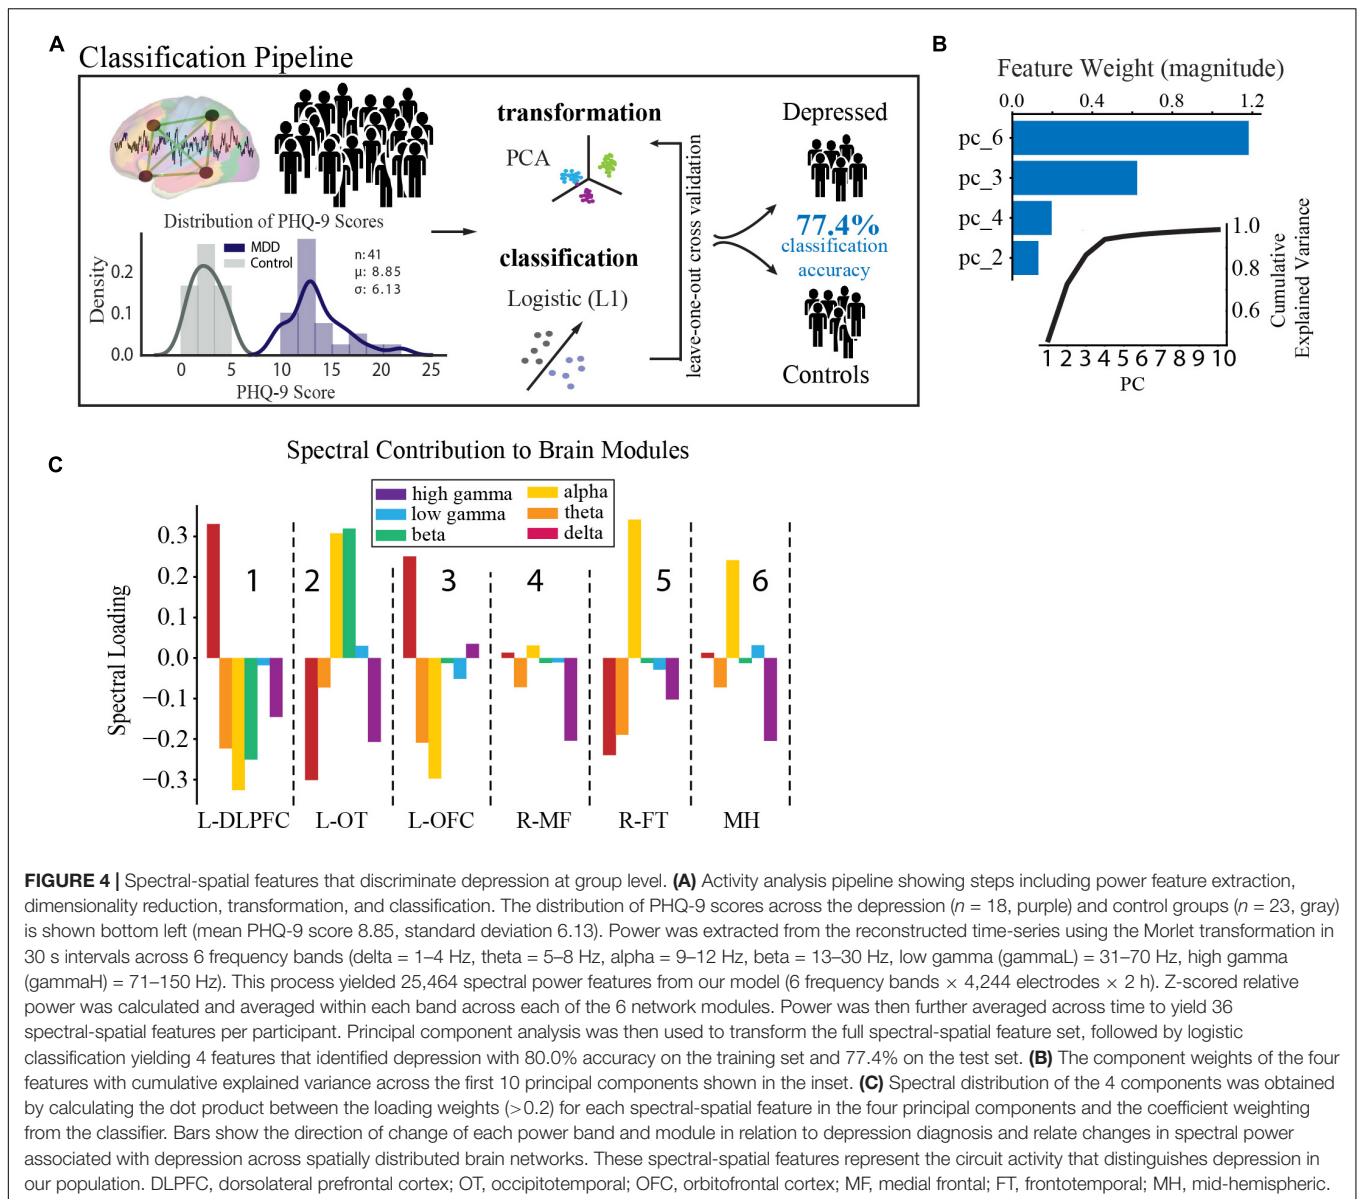 A
Classification Pipeline
transformation
PCA
classification
Logistic (L1)
leave-one-out cross validation
Depressed
77.4%
classification
accuracy
Controls
Distribution of PHQ-9 Scores
MDD
Control
n:41
μ: 8.85
σ: 6.13
Density
0.2
0.1
0.0
0 5 10 15 20 25
PHQ-9 Score
B
Feature Weight (magnitude)
0.0 0.4 0.8 1.2
pc_6
pc_3
pc_4
pc_2
1.0
0.8
0.6
Cumulative
Explained Variance
1 2 3 4 5 6 7 8 9 10
PC
C
Spectral Contribution to Brain Modules
high gamma
low gamma
beta
alpha
theta
delta
Spectral Loading
0.3
0.2
0.1
0.0
−0.1
−0.2
−0.3
1 2 3 4 5 6
L-DLPFC L-OT L-OFC R-MF R-FT MH
FIGURE 4 | Spectral-spatial features that discriminate depression at group level. (A) Activity analysis pipeline showing steps including power feature extraction,
dimensionality reduction, transformation, and classification. The distribution of PHQ-9 scores across the depression (n = 18, purple) and control groups (n = 23, gray)
is shown bottom left (mean PHQ-9 score 8.85, standard deviation 6.13). Power was extracted from the reconstructed time-series using the Morlet transformation in
30 s intervals across 6 frequency bands (delta = 1–4 Hz, theta = 5–8 Hz, alpha = 9–12 Hz, beta = 13–30 Hz, low gamma (gammaL) = 31–70 Hz, high gamma
(gammaH) = 71–150 Hz). This process yielded 25,464 spectral power features from our model (6 frequency bands × 4,244 electrodes × 2 h). Z-scored relative
power was calculated and averaged within each band across each of the 6 network modules. Power was then further averaged across time to yield 36
spectral-spatial features per participant. Principal component analysis was then used to transform the full spectral-spatial feature set, followed by logistic
classification yielding 4 features that identified depression with 80.0% accuracy on the training set and 77.4% on the test set. (B) The component weights of the four
features with cumulative explained variance across the first 10 principal components shown in the inset. (C) Spectral distribution of the 4 components was obtained
by calculating the dot product between the loading weights (>0.2) for each spectral-spatial feature in the four principal components and the coefficient weighting
from the classifier. Bars show the direction of change of each power band and module in relation to depression diagnosis and relate changes in spectral power
associated with depression across spatially distributed brain networks. These spectral-spatial features represent the circuit activity that distinguishes depression in
our population. DLPFC, dorsolateral prefrontal cortex; OT, occipitotemporal; OFC, orbitofrontal cortex; MF, medial frontal; FT, frontotemporal; MH, mid-hemispheric.